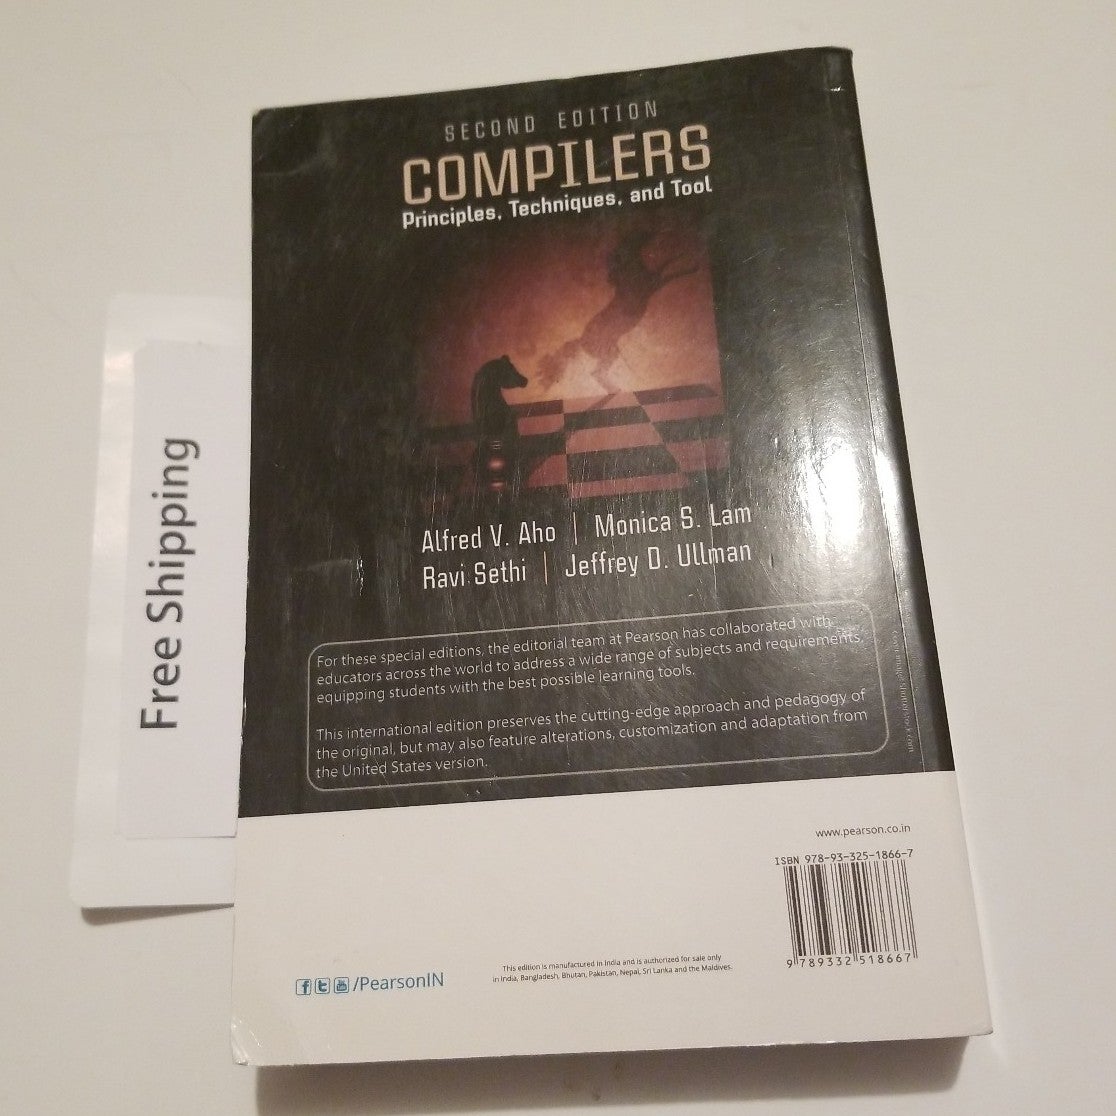 SECOND EDITION
COMPILERS
Principles, Techniques, and Tool
Alfred V. Aho | Monica S. Lam
Ravi Sethi | Jeffrey D. Ullman
For these special editions, the editorial team at Pearson has collaborated with
educators across the world to address a wide range of subjects and requirements,
equipping students with the best possible learning tools.
This international edition preserves the cutting-edge approach and pedagogy of
the original, but may also feature alterations, customization and adaptation from
the United States version.
www.pearson.co.in
ISBN 978-93-325-1866-7
9 789332 518667
This edition is manufactured in India and is authorized for sale only
in India, Bangladesh, Bhutan, Pakistan, Nepal, Sri Lanka and the Maldives.
/PearsonIN
Free Shipping